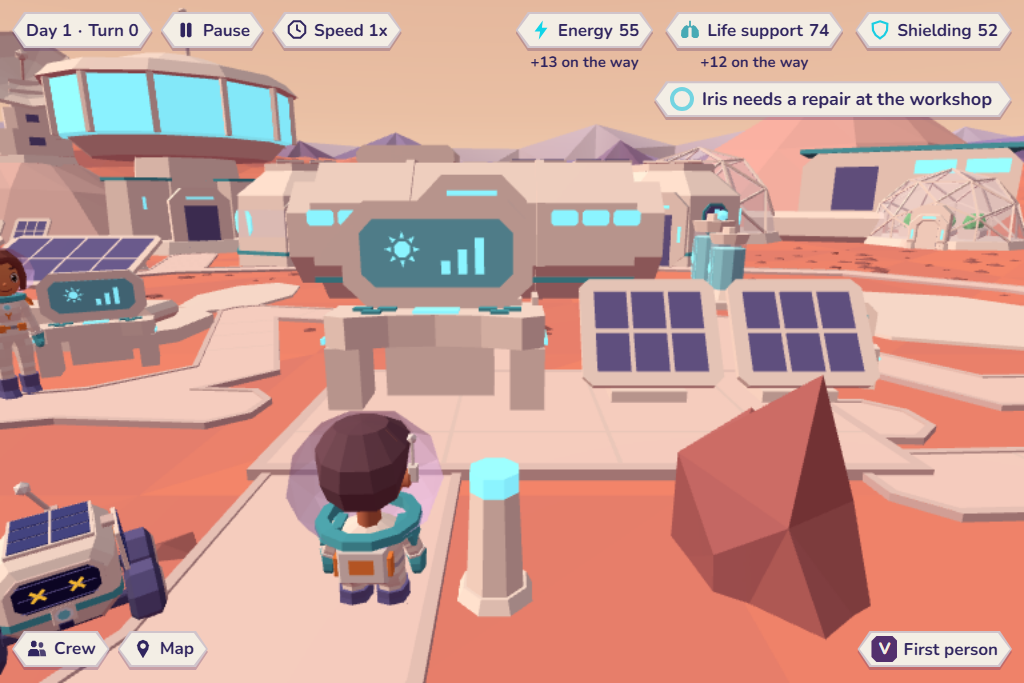 Day 1 · Turn 0
Pause
Speed 1x
Energy 55
Life support 74
Shielding 52
+13 on the way
+12 on the way
Iris needs a repair at the workshop
Crew
Map
V First person